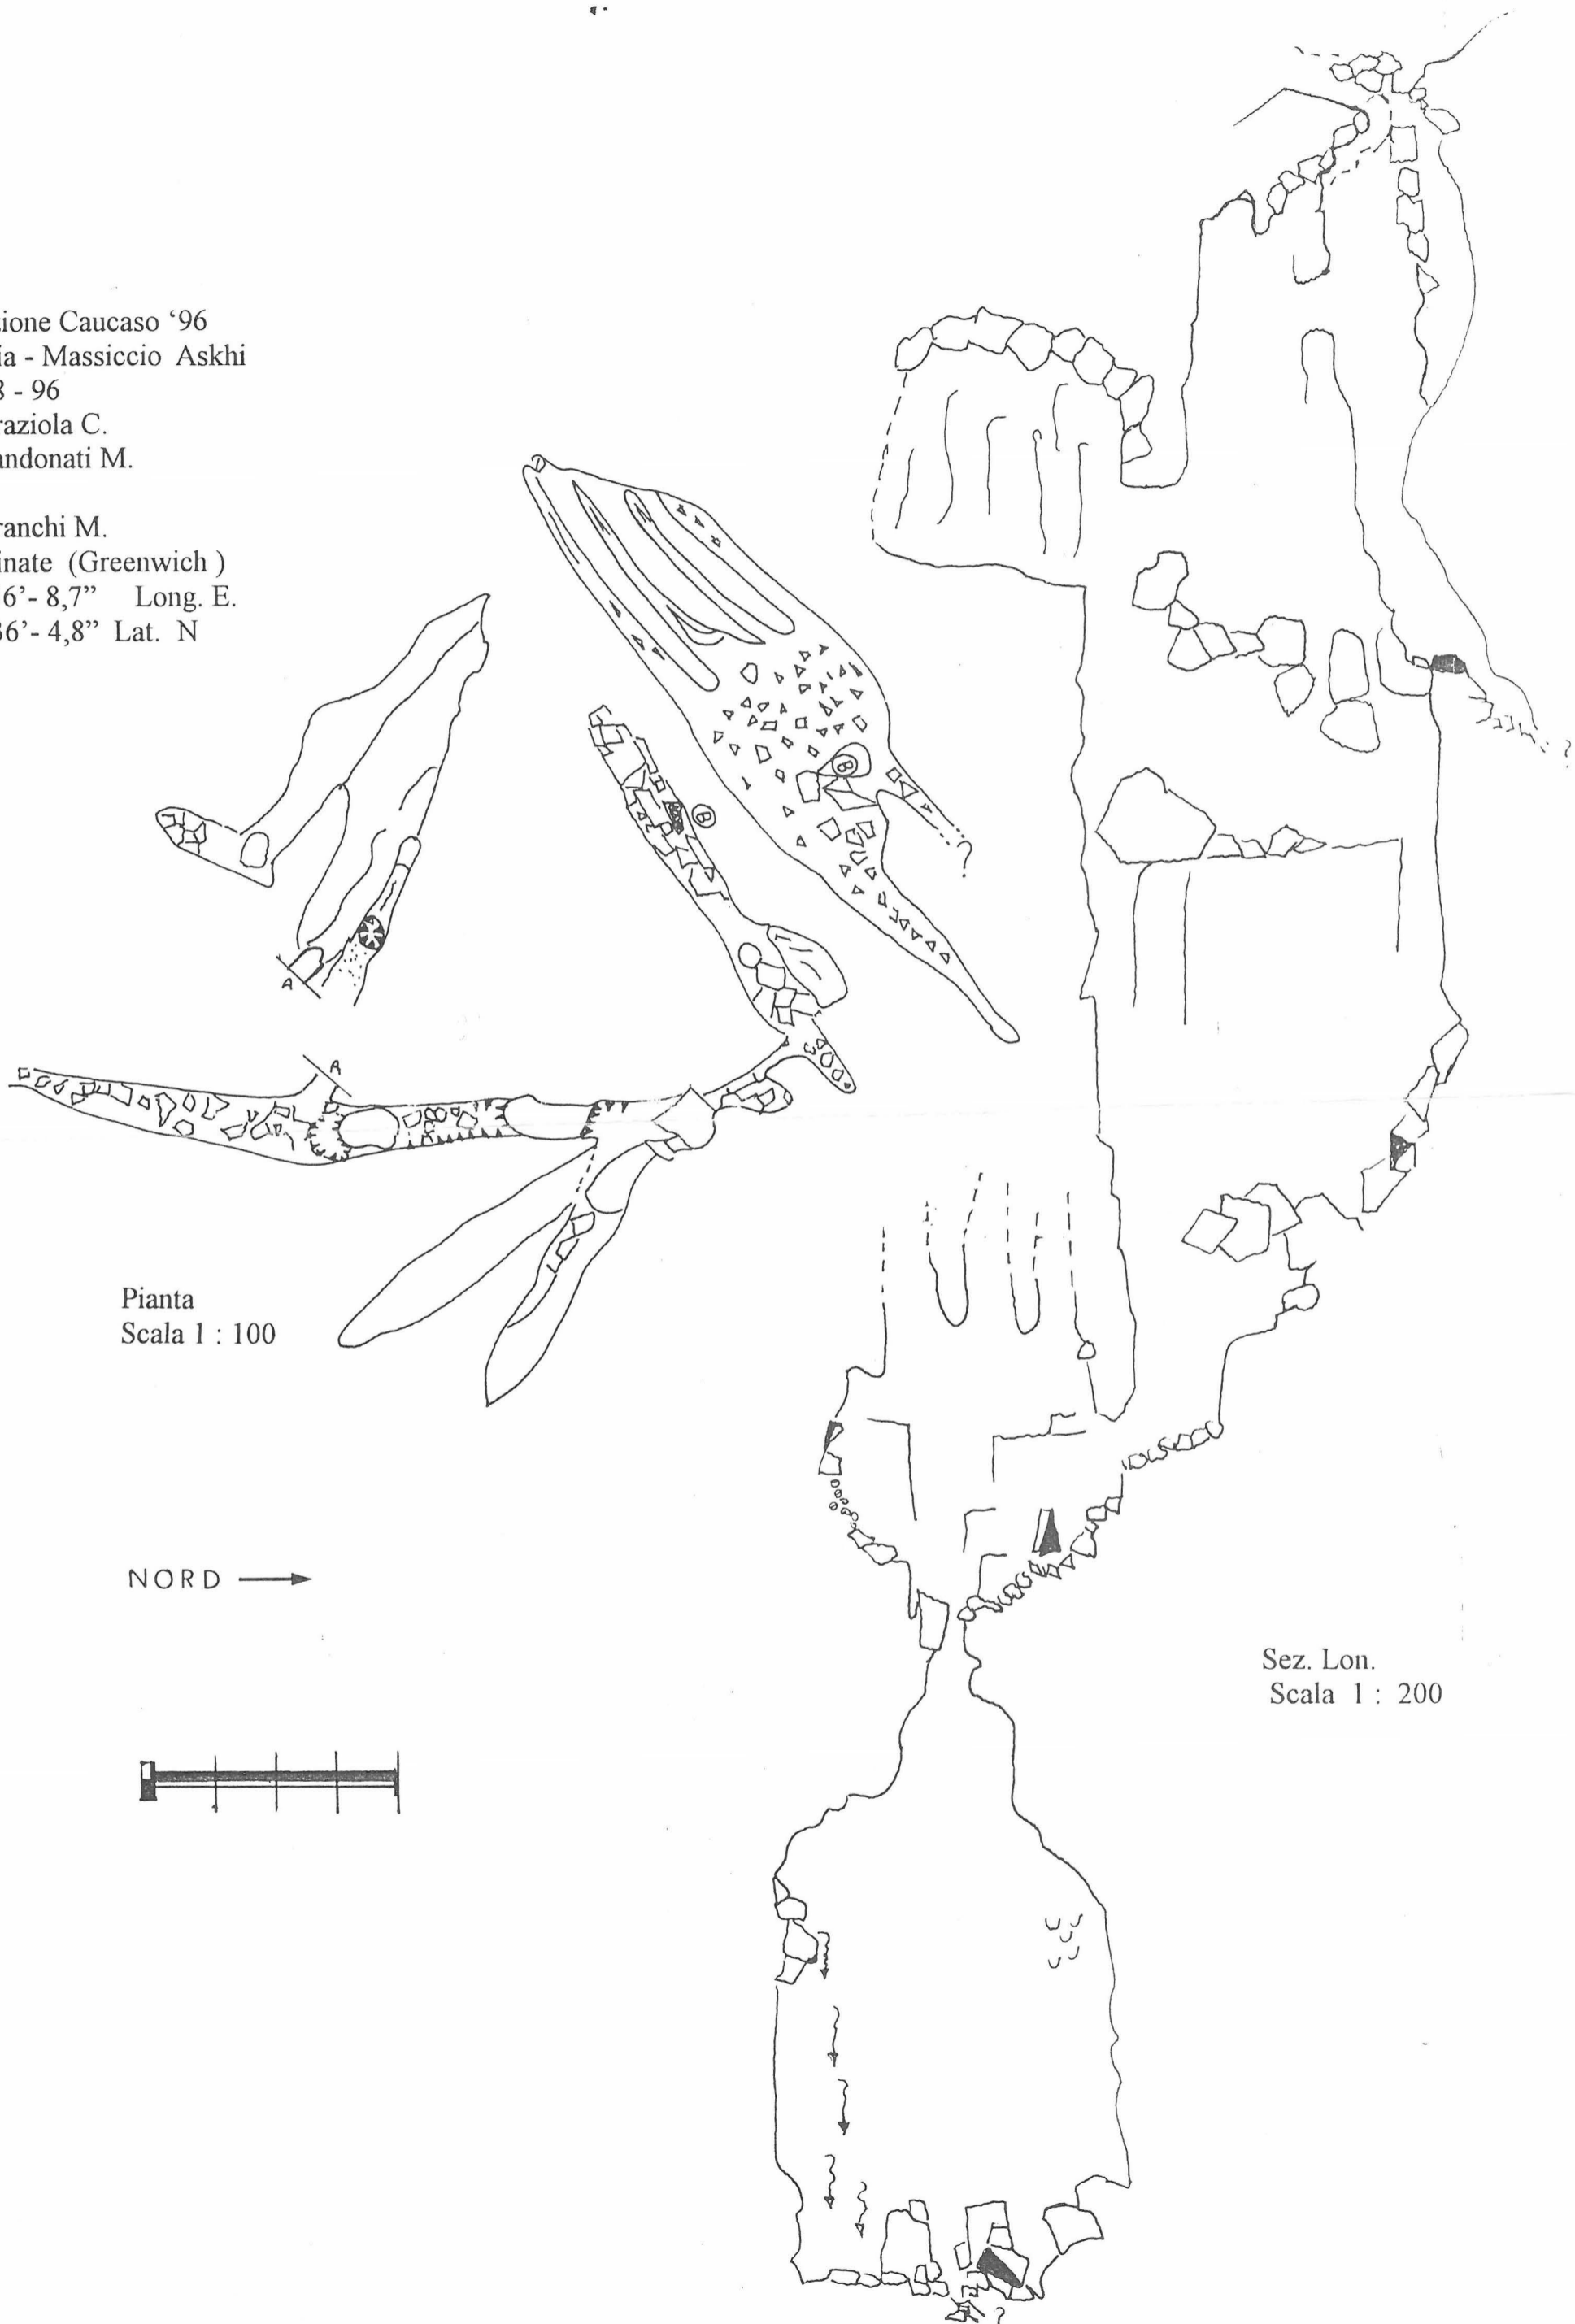 ione Caucaso ‘96
ia - Massiccio Askhi
8 - 96
raziola C.
andonati M.
ranchi M.
inate (Greenwich )
6’- 8,7” Long. E.
36’- 4,8” Lat. N
B
B
?
A
A
?
Pianta
Scala 1 : 100
NORD
Sez. Lon.
Scala 1 : 200
?